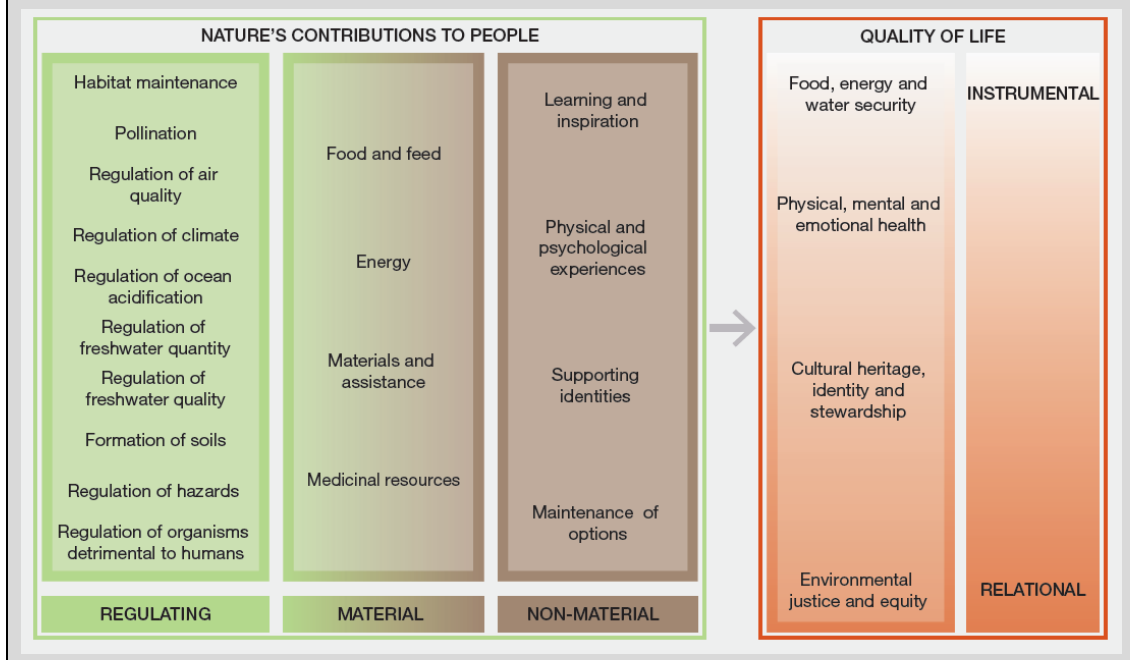 NATURE'S CONTRIBUTIONS TO PEOPLE
Habitat maintenance
Pollination
Regulation of air
quality
Regulation of climate
Regulation of ocean
acidification
Regulation of
freshwater quantity
Regulation of
freshwater quality
Formation of soils
Regulation of hazards
Regulation of organisms
detrimental to humans
REGULATING
Food and feed
Energy
Materials and
assistance
Medicinal resources
MATERIAL
Learning and
inspiration
Physical and
psychological
experiences
Supporting
identities
Maintenance of
options
NON-MATERIAL
QUALITY OF LIFE
Food, energy and
water security
Physical, mental and
emotional health
Cultural heritage,
identity and
stewardship
Environmental
justice and equity
INSTRUMENTAL
RELATIONAL